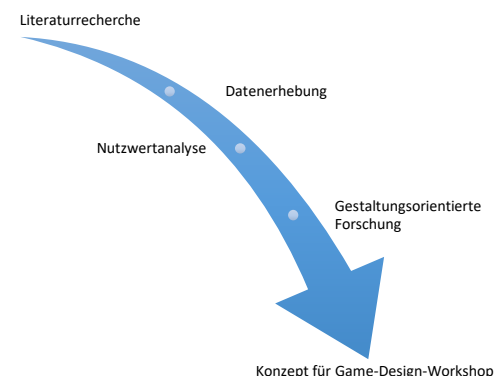 Literaturrecherche
Datenerhebung
Nutzwertanalyse
Gestaltungsorientierte
Forschung
Konzept für Game-Design-Workshop